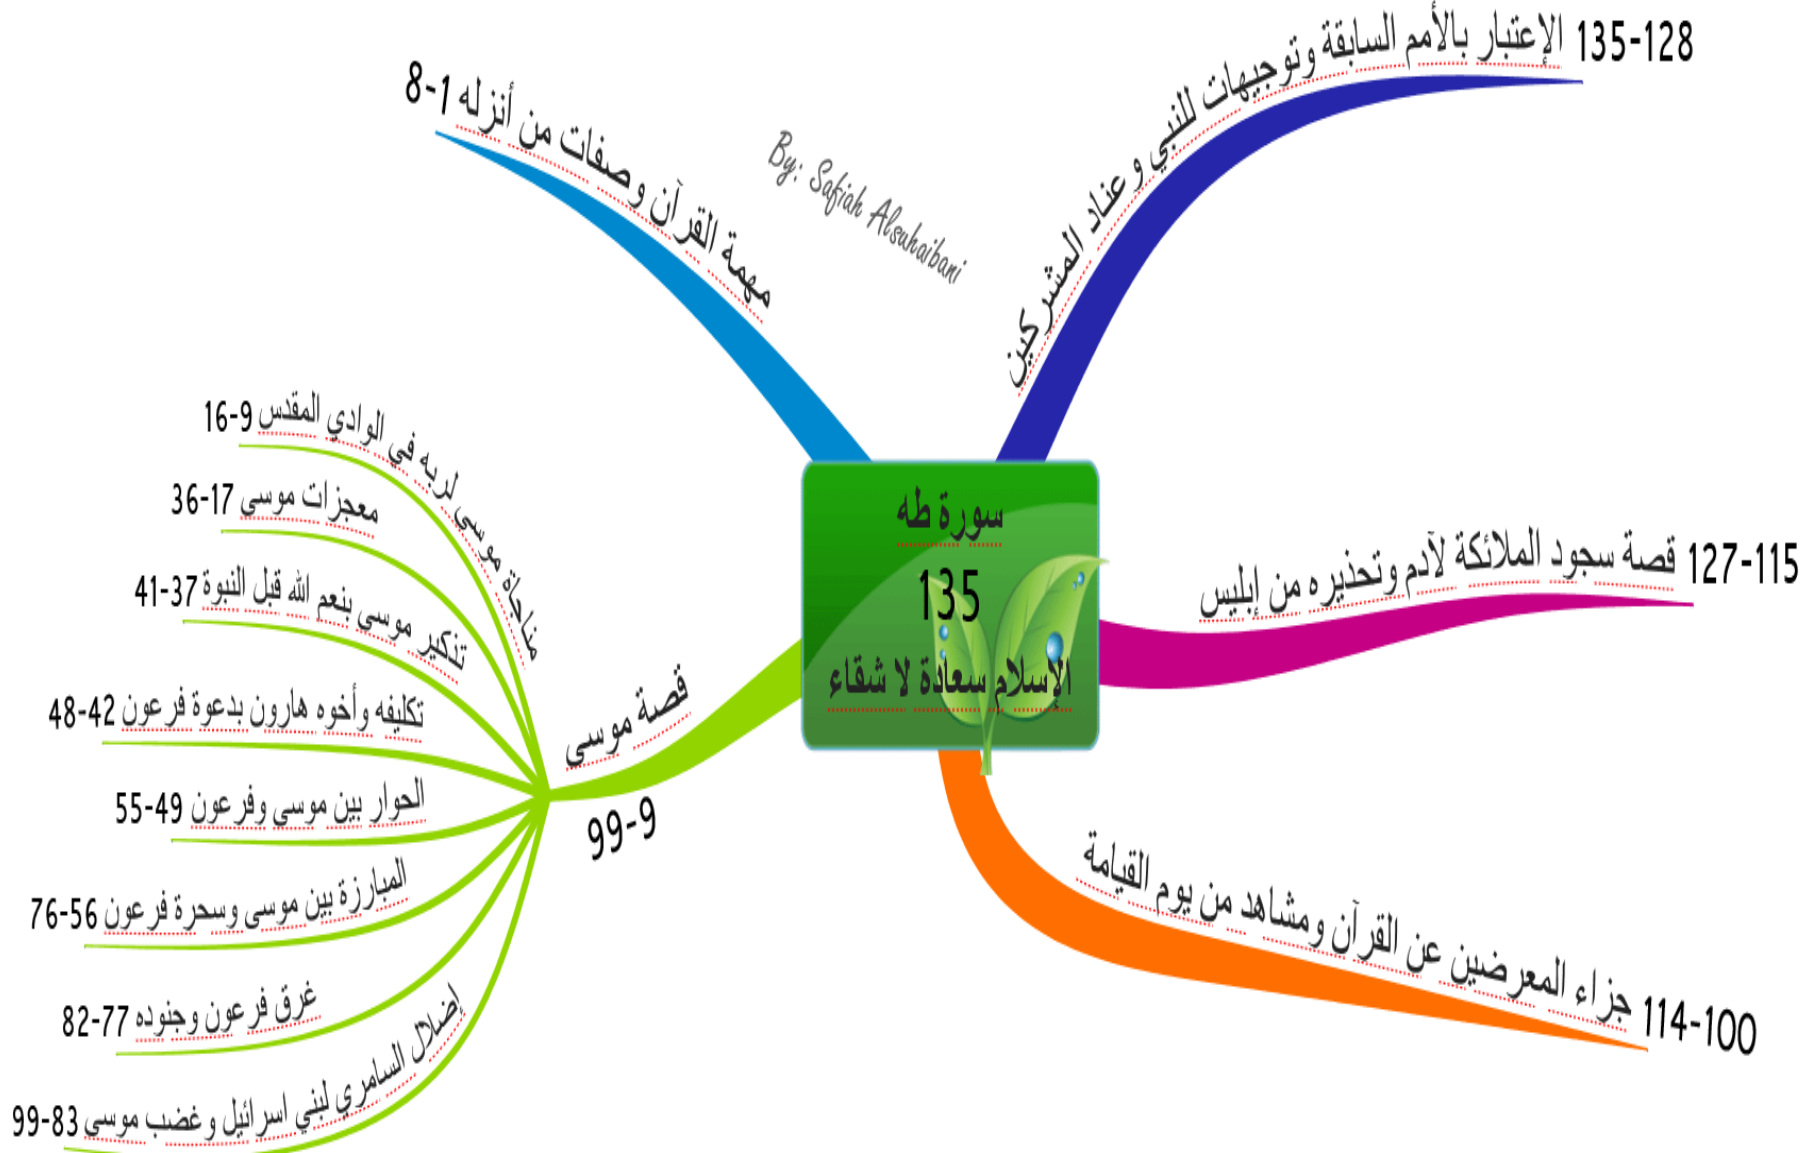 سورة طه
135
الإسلام سعادة لا شقاء
By: Safiah Alsuhaibani
مهمة القرآن وصفات من أنزله 1-8
قصة موسى
9-99
مناجاة موسى لربه في الوادي المقدس 9-16
معجزات موسى 17-36
تذكير موسى بنعم الله قبل النبوة 37-41
تكليفه وأخوه هارون بدعوة فرعون 42-48
الحوار بين موسى وفرعون 49-55
المبارزة بين موسى وسحرة فرعون 56-76
غرق فرعون وجنوده 77-82
إضلال السامري لبني اسرائيل وغضب موسى 83-99
جزاء المعرضين عن القرآن ومشاهد من يوم القيامة 100-114
قصة سجود الملائكة لآدم وتحذيره من إبليس 115-127
الإعتبار بالأمم السابقة وتوجيهات للنبي وعناد المشركين 128-135